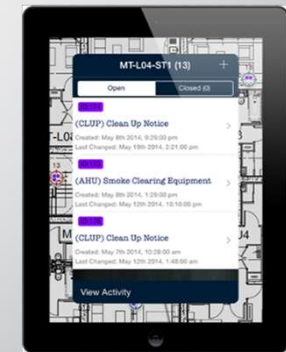 MT-L04-ST1 (13)
Open
Closed (0)
(CLUP) Clean Up Notice
Created: May 8th 2014, 9:29:00 pm
Last Changed: May 19th 2014, 2:21:00 pm
(AHU) Smoke Clearing Equipment
Created: May 8th 2014, 1:28:00 pm
Last Changed: May 12th 2014, 10:10:00 pm
(CLUP) Clean Up Notice
Created: May 7th 2014, 10:28:00 am
Last Changed: May 12th 2014, 1:48:00 am
View Activity